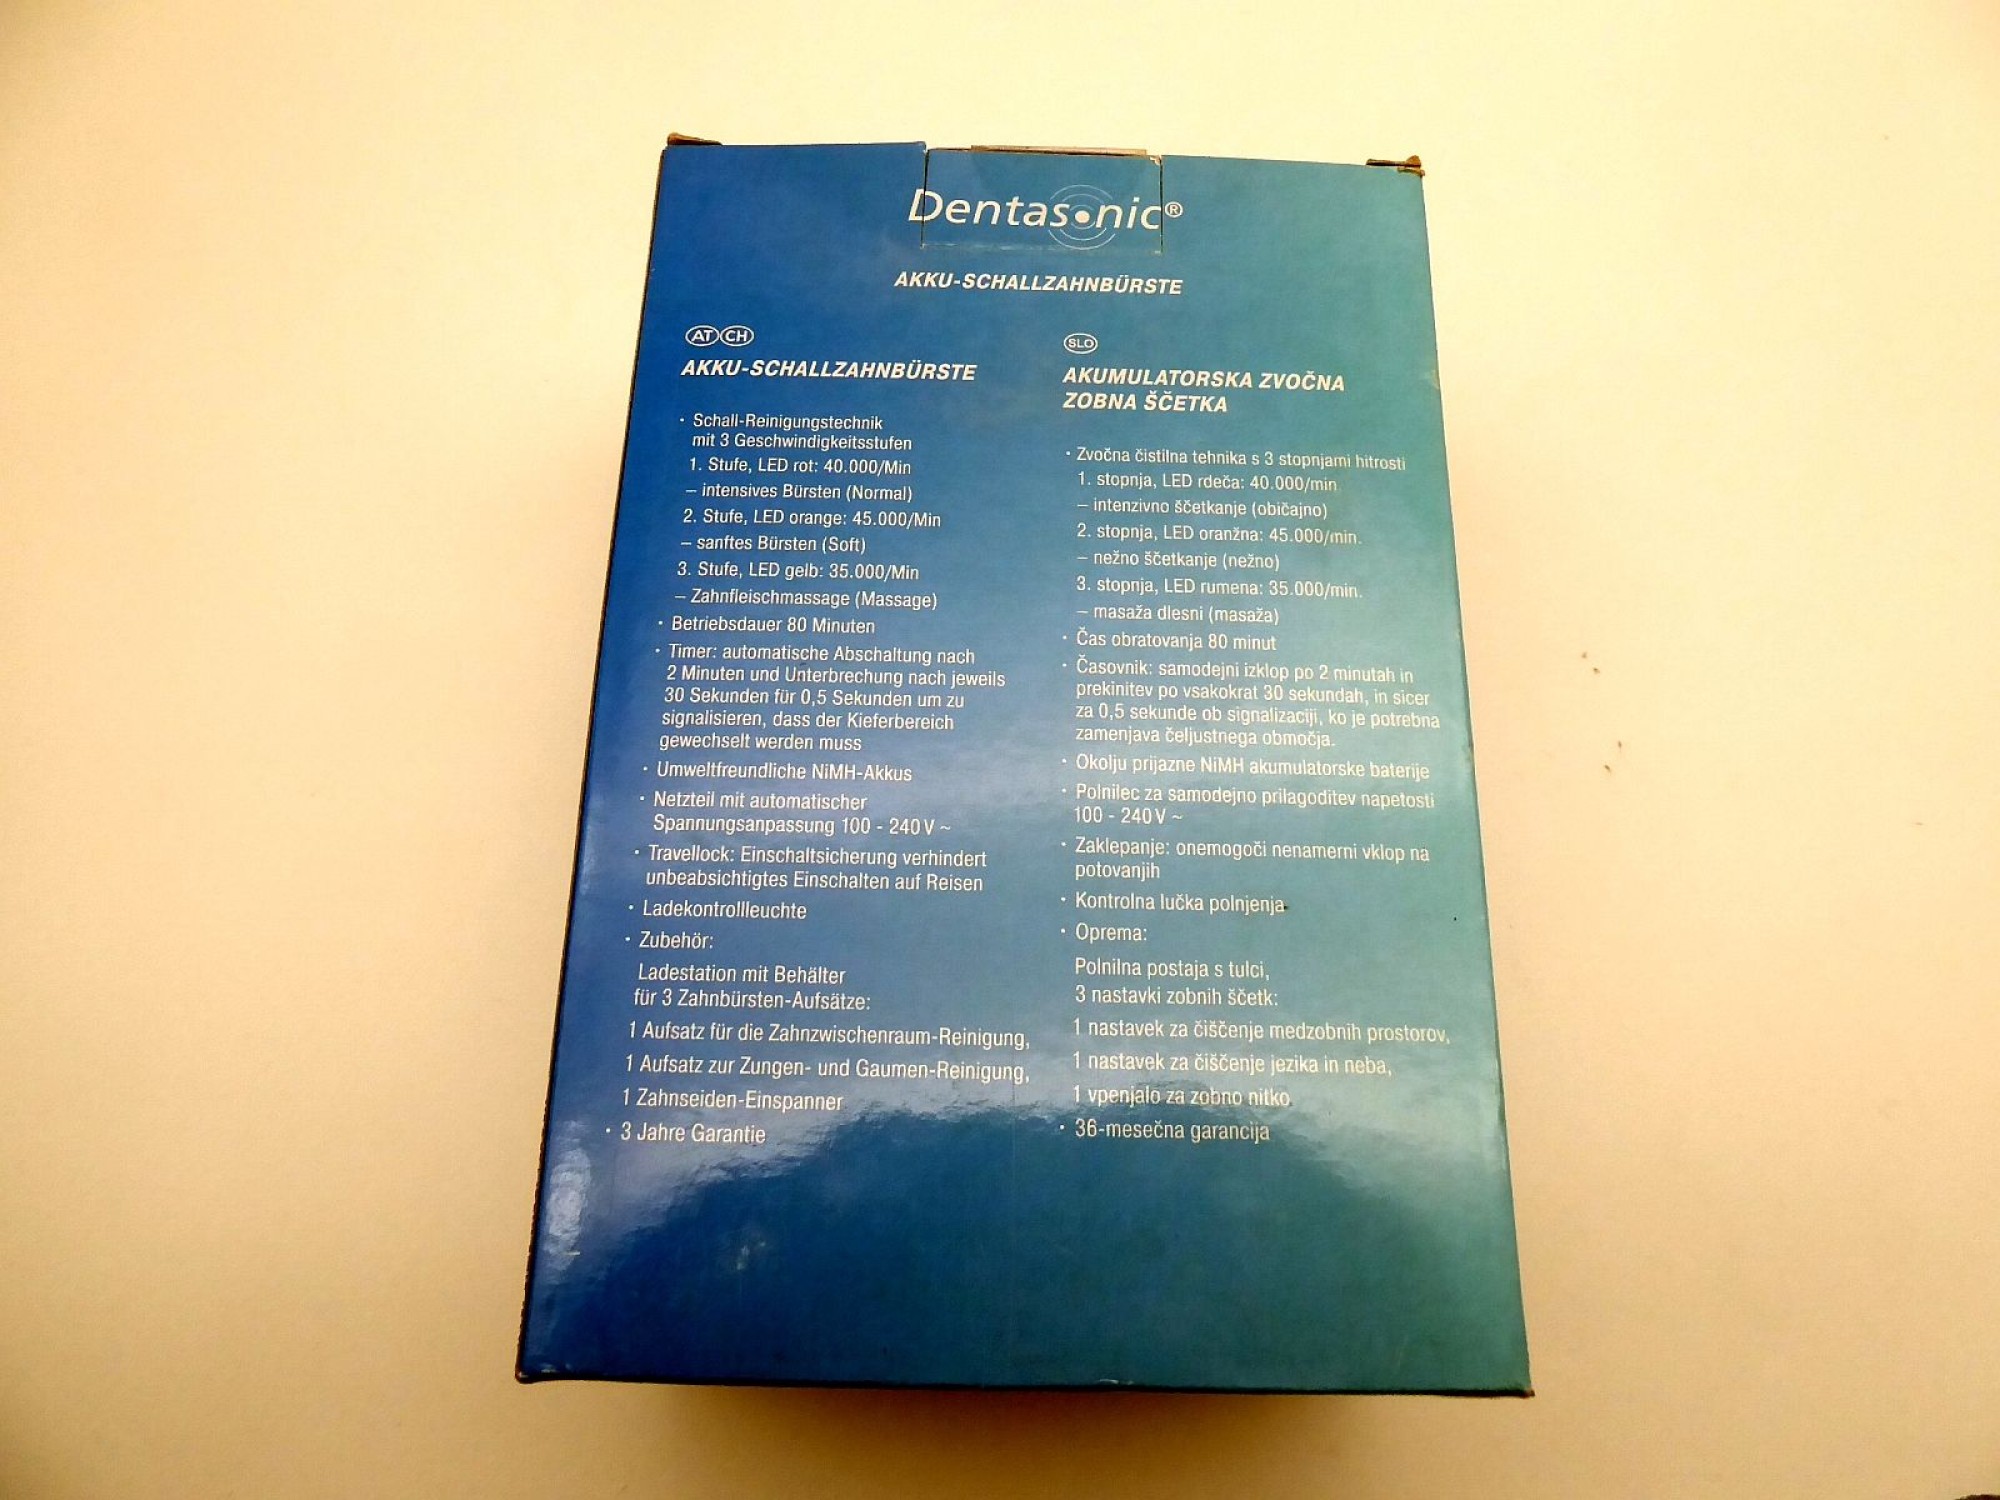 Dentasonic®
AKKU-SCHALLZAHNBÜRSTE
AT CH
AKKU-SCHALLZAHNBÜRSTE
· Schall-Reinigungstechnik
mit 3 Geschwindigkeitsstufen
1. Stufe, LED rot: 40.000/Min
– intensives Bürsten (Normal)
2. Stufe, LED orange: 45.000/Min
– sanftes Bürsten (Soft)
3. Stufe, LED gelb: 35.000/Min
– Zahnfleischmassage (Massage)
· Betriebsdauer 80 Minuten
· Timer: automatische Abschaltung nach
2 Minuten und Unterbrechung nach jeweils
30 Sekunden für 0,5 Sekunden um zu
signalisieren, dass der Kieferbereich
gewechselt werden muss
· Umweltfreundliche NiMH-Akkus
· Netzteil mit automatischer
Spannungsanpassung 100 - 240 V ~
· Travellock: Einschaltsicherung verhindert
unbeabsichtigtes Einschalten auf Reisen
· Ladekontrollleuchte
· Zubehör:
Ladestation mit Behälter
für 3 Zahnbürsten-Aufsätze:
1 Aufsatz für die Zahnzwischenraum-Reinigung,
1 Aufsatz zur Zungen- und Gaumen-Reinigung,
1 Zahnseiden-Einspanner
· 3 Jahre Garantie
SLO
AKUMULATORSKA ZVOČNA
ZOBNA ŠČETKA
· Zvočna čistilna tehnika s 3 stopnjami hitrosti
1. stopnja, LED rdeča: 40.000/min.
– intenzivno ščetkanje (običajno)
2. stopnja, LED oranžna: 45.000/min.
– nežno ščetkanje (nežno)
3. stopnja, LED rumena: 35.000/min.
– masaža dlesni (masaža)
· Čas obratovanja 80 minut
· Časovnik: samodejni izklop po 2 minutah in
prekinitev po vsakokrat 30 sekundah, in sicer
za 0,5 sekunde ob signalizaciji, ko je potrebna
zamenjava čeljustnega območja.
· Okolju prijazne NiMH akumulatorske baterije
· Polnilec za samodejno prilagoditev napetosti
100 - 240 V ~
· Zaklepanje: onemogoči nenamerni vklop na
potovanjih
· Kontrolna lučka polnjenja
· Oprema:
Polnilna postaja s tulci,
3 nastavki zobnih ščetk:
1 nastavek za čiščenje medzobnih prostorov,
1 nastavek za čiščenje jezika in neba,
1 vpenjalo za zobno nitko
· 36-mesečna garancija